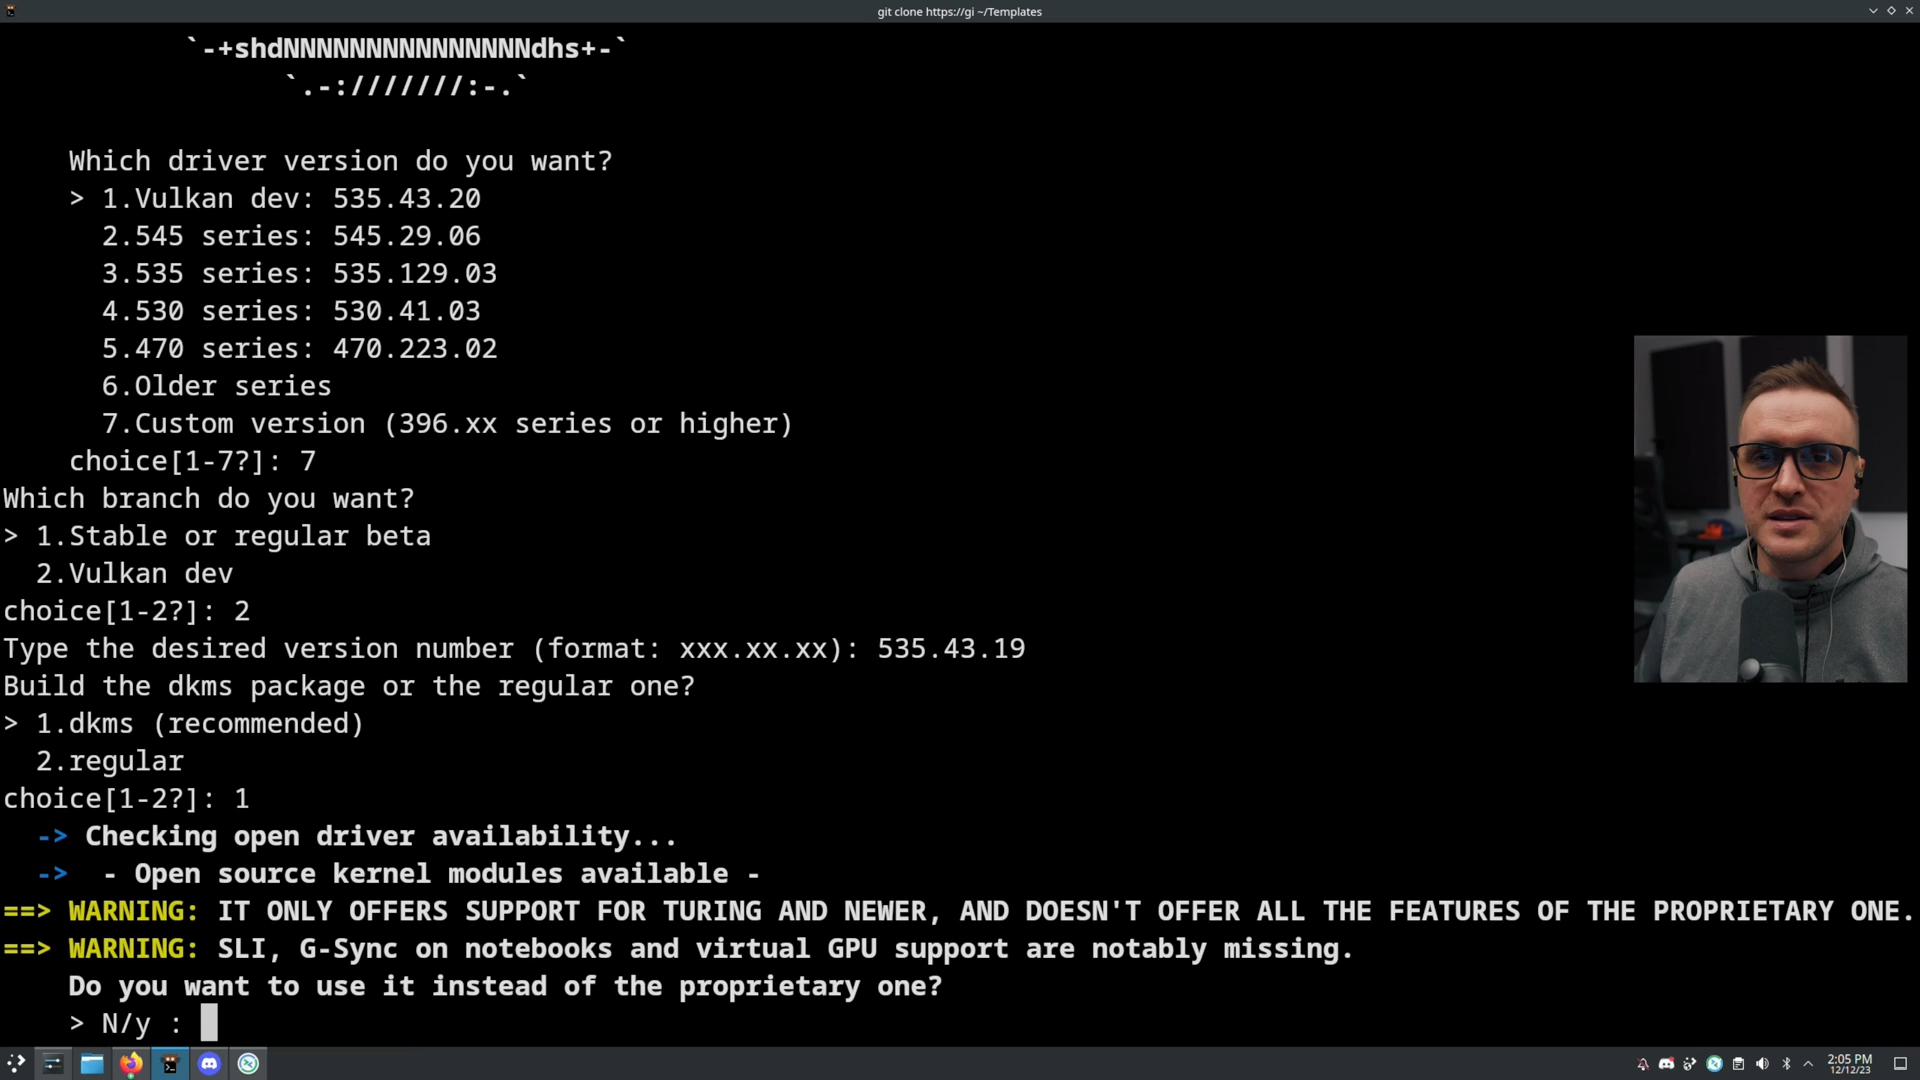 git clone https://gi ~/Templates
`-+shdNNNNNNNNNNNNNNNdhs+-`
`.-:///////:-.`
Which driver version do you want?
> 1.Vulkan dev: 535.43.20
2.545 series: 545.29.06
3.535 series: 535.129.03
4.530 series: 530.41.03
5.470 series: 470.223.02
6.Older series
7.Custom version (396.xx series or higher)
choice[1-7?]: 7
Which branch do you want?
> 1.Stable or regular beta
2.Vulkan dev
choice[1-2?]: 2
Type the desired version number (format: xxx.xx.xx): 535.43.19
Build the dkms package or the regular one?
> 1.dkms (recommended)
2.regular
choice[1-2?]: 1
-> Checking open driver availability...
-> - Open source kernel modules available -
==> WARNING: IT ONLY OFFERS SUPPORT FOR TURING AND NEWER, AND DOESN'T OFFER ALL THE FEATURES OF THE PROPRIETARY ONE.
==> WARNING: SLI, G-Sync on notebooks and virtual GPU support are notably missing.
Do you want to use it instead of the proprietary one?
> N/y :
2:05 PM
12/12/23